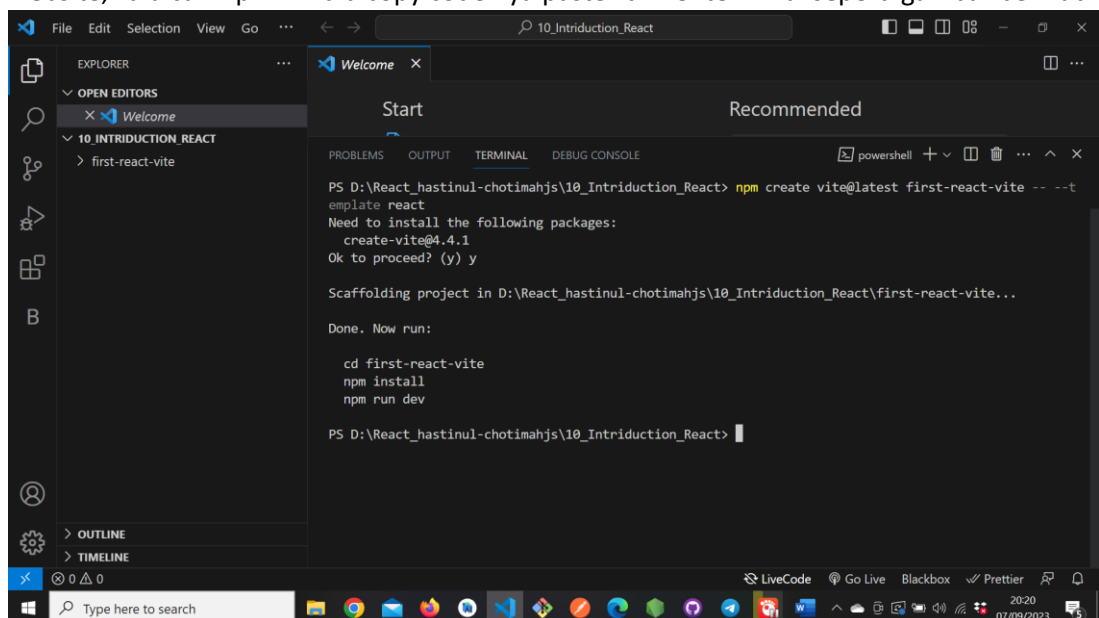 File Edit Selection View Go ··· 10_Intriduction_React
EXPLORER ···
OPEN EDITORS
Welcome
10_INTRIDUCTION_REACT
first-react-vite
OUTLINE
TIMELINE
B
Welcome
Start Recommended
PROBLEMS OUTPUT TERMINAL DEBUG CONSOLE powershell
PS D:\React_hastinul-chotimahjs\10_Intriduction_React> npm create vite@latest first-react-vite -- --t
emplate react
Need to install the following packages:
create-vite@4.4.1
Ok to proceed? (y) y
Scaffolding project in D:\React_hastinul-chotimahjs\10_Intriduction_React\first-react-vite...
Done. Now run:
cd first-react-vite
npm install
npm run dev
PS D:\React_hastinul-chotimahjs\10_Intriduction_React>
0 0 LiveCode Go Live Blackbox Prettier
Type here to search 20:20
07/09/2023